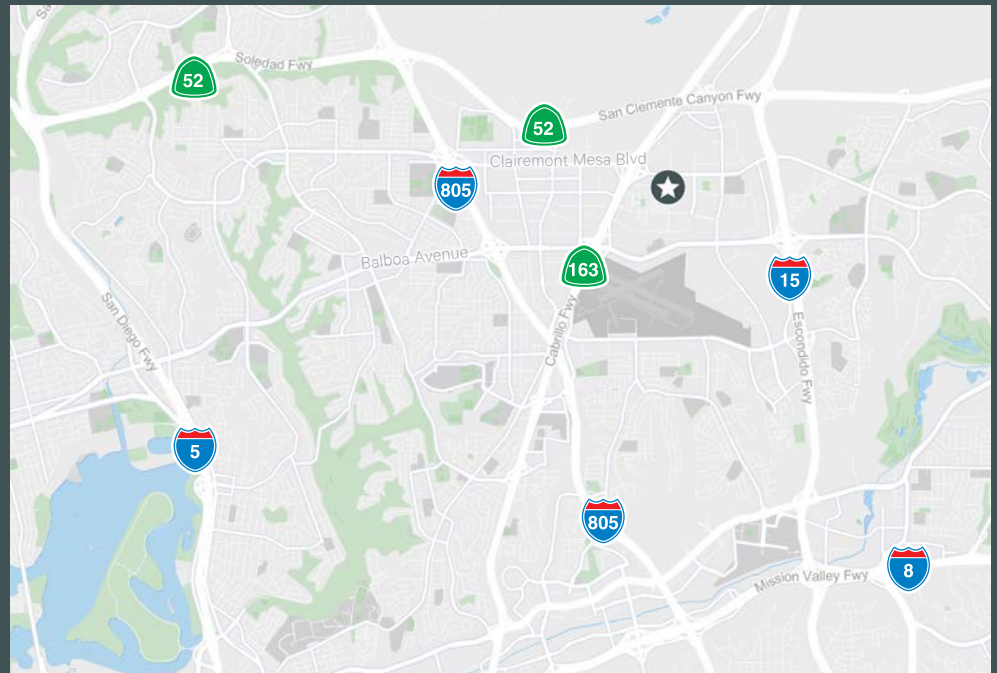 Sa
Soledad Fwy
52
San Clemente Canyon Fwy
52
Clairemont Mesa Blvd
805
Balboa Avenue
163
15
San Diego Fwy
Cabrillo Fwy
Escondido Fwy
5
805
8
Mission Valley Fwy